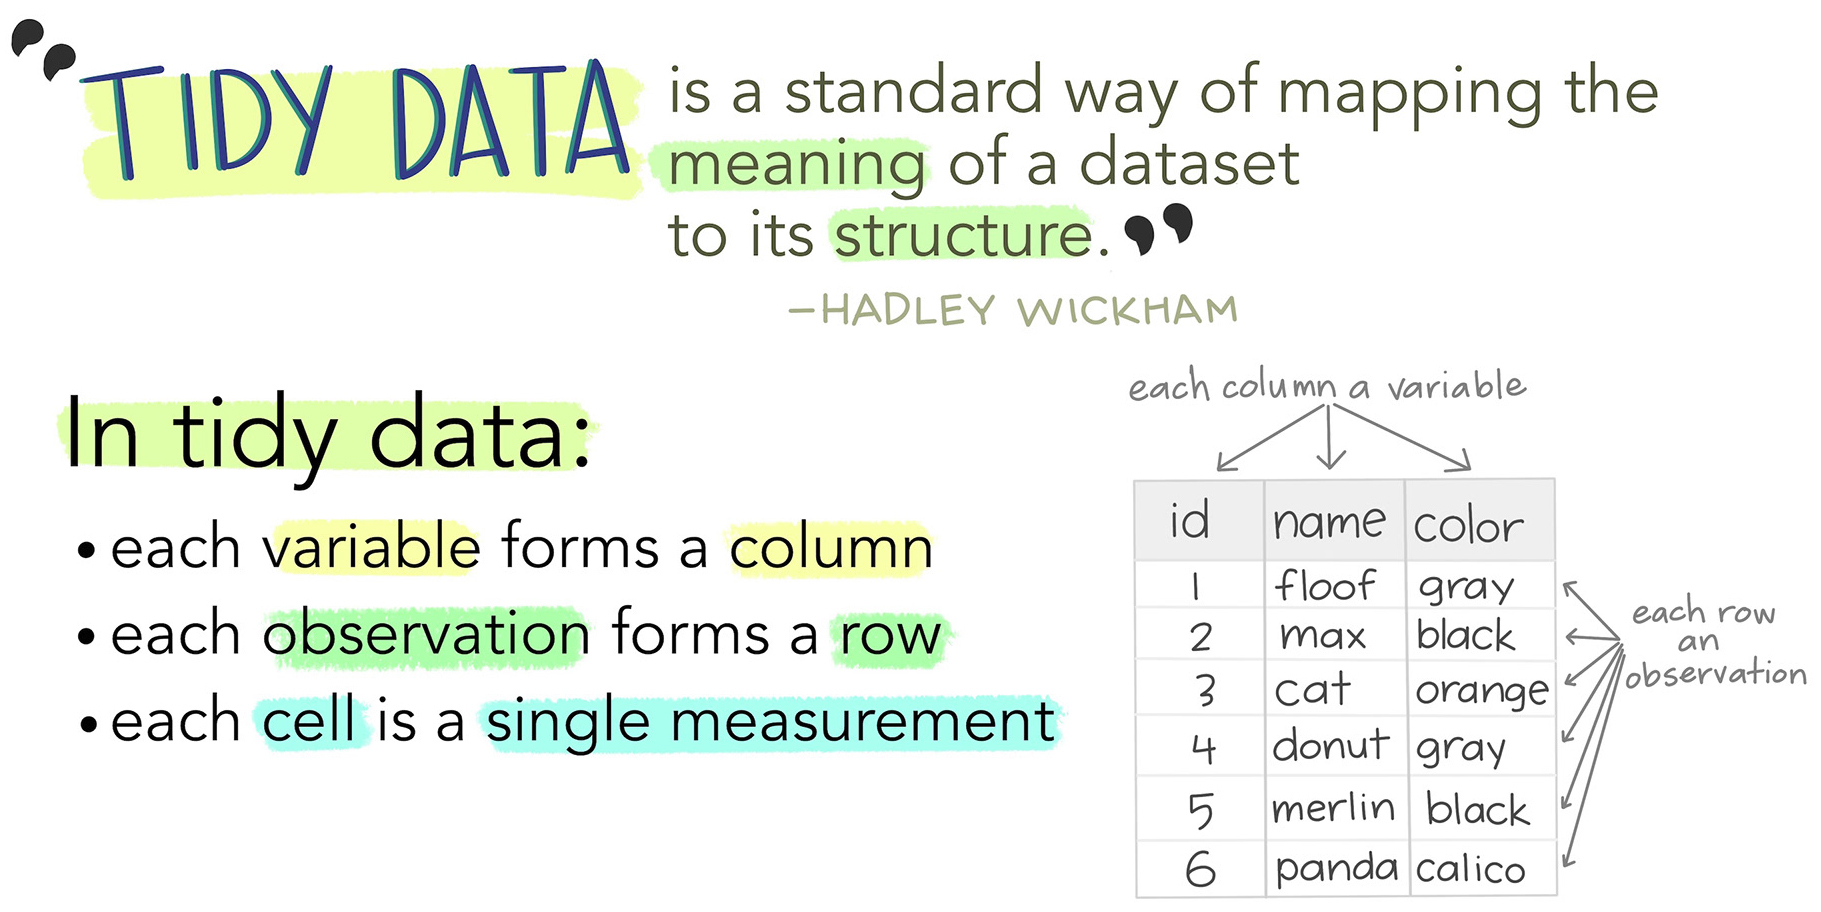 "TIDY DATA is a standard way of mapping the
meaning of a dataset
to its structure."
—HADLEY WICKHAM
In tidy data:
• each variable forms a column
• each observation forms a row
• each cell is a single measurement
each column a variable
id name color
1 floof gray
2 max black
3 cat orange
4 donut gray
5 merlin black
6 panda calico
each row
an
observation